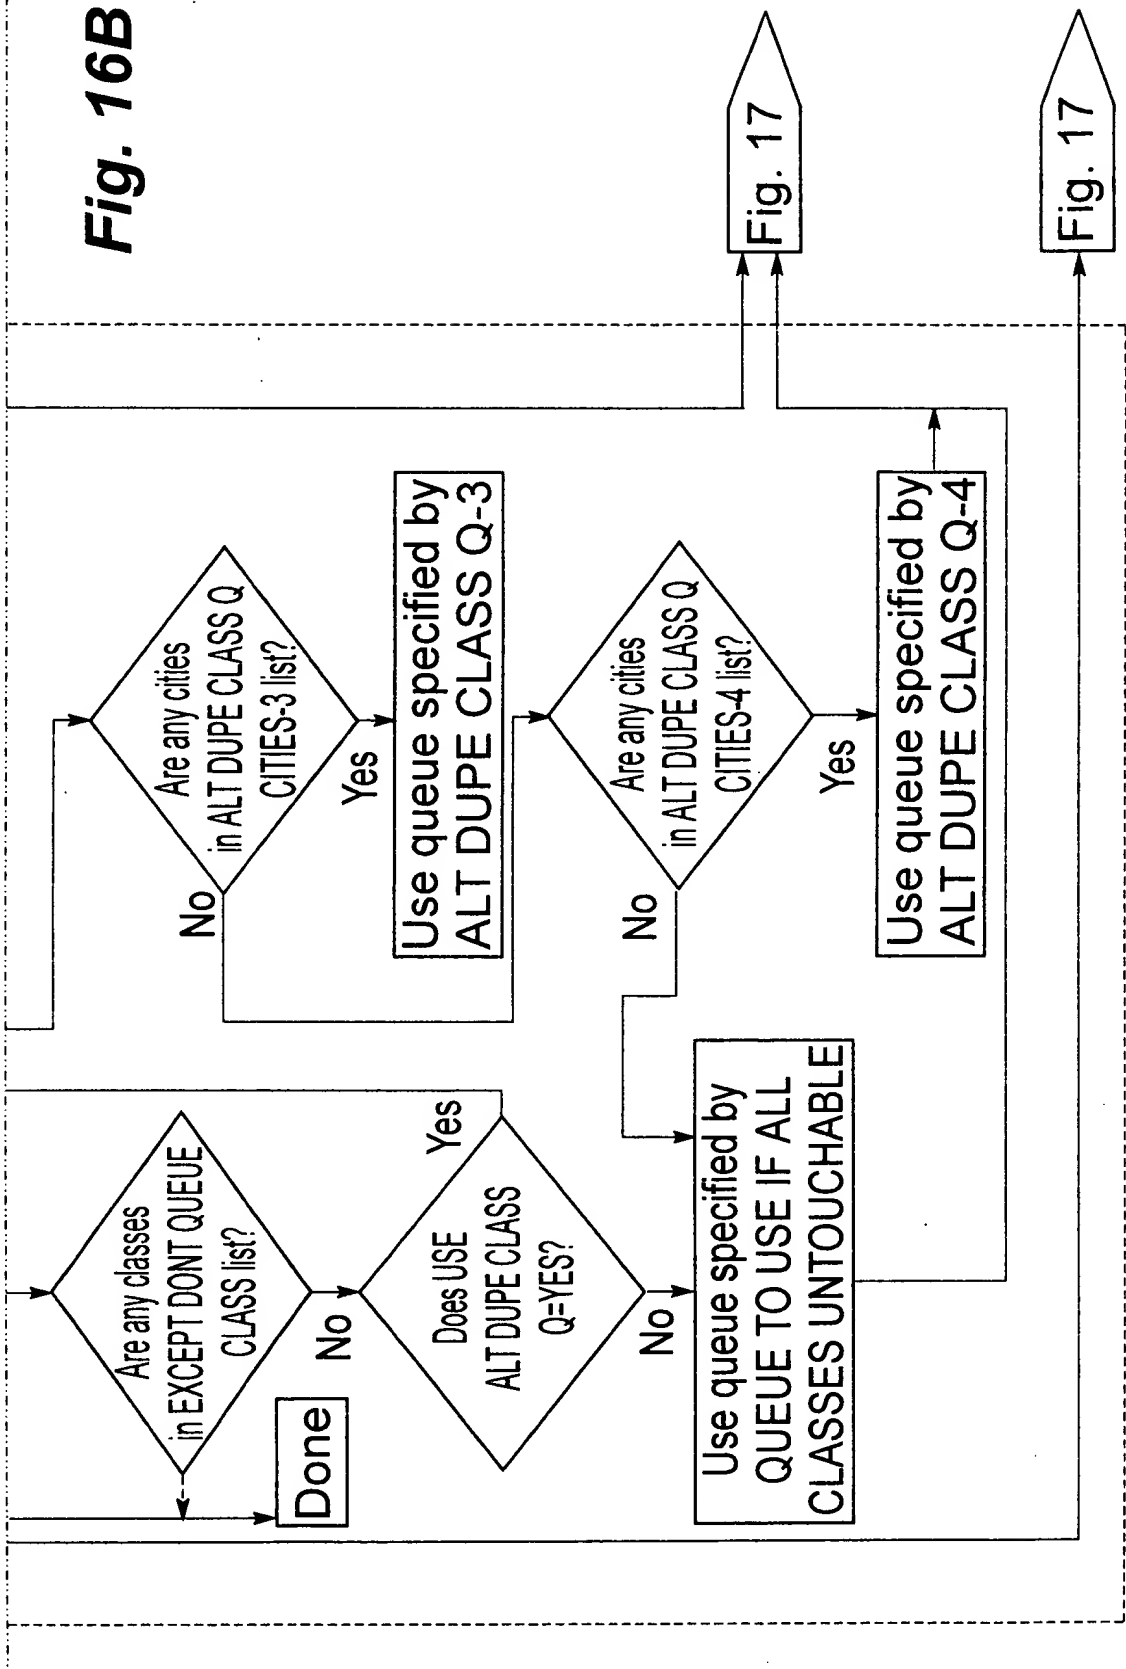 Fig. 16B
Are any classes
in EXCEPT DONT QUEUE
CLASS list?
No
Done
Does USE
ALT DUPE CLASS
Q=YES?
Yes
No
Use queue specified by
QUEUE TO USE IF ALL
CLASSES UNTOUCHABLE
Are any cities
in ALT DUPE CLASS Q
CITIES-3 list?
No
Yes
Use queue specified by
ALT DUPE CLASS Q-3
Are any cities
in ALT DUPE CLASS Q
CITIES-4 list?
No
Yes
Use queue specified by
ALT DUPE CLASS Q-4
Fig. 17
Fig. 17